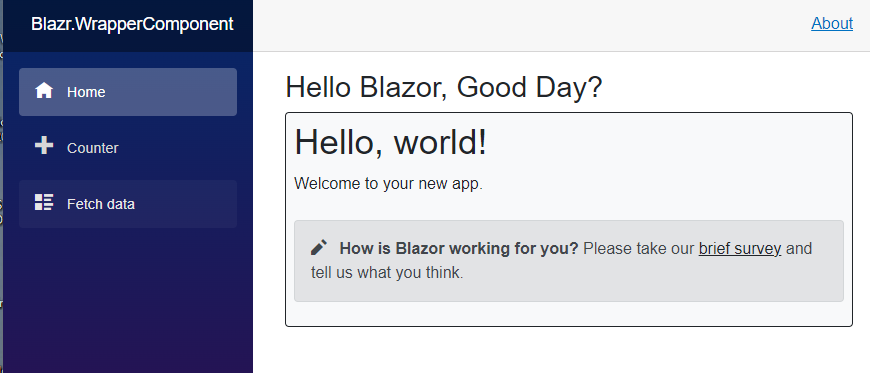 Blazr.WrapperComponent
About
Home
Counter
Fetch data
Hello Blazor, Good Day?
Hello, world!
Welcome to your new app.
How is Blazor working for you? Please take our brief survey and
tell us what you think.